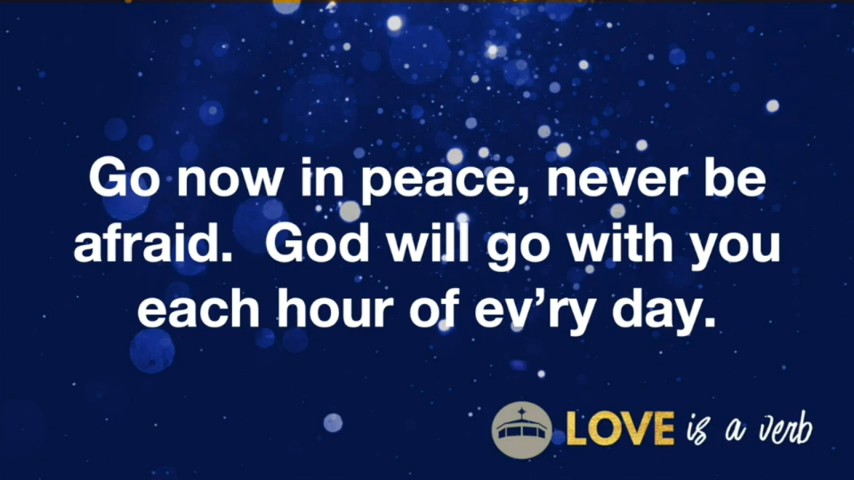 Go now in peace, never be
afraid.  God will go with you
each hour of ev’ry day.
LOVE is a verb